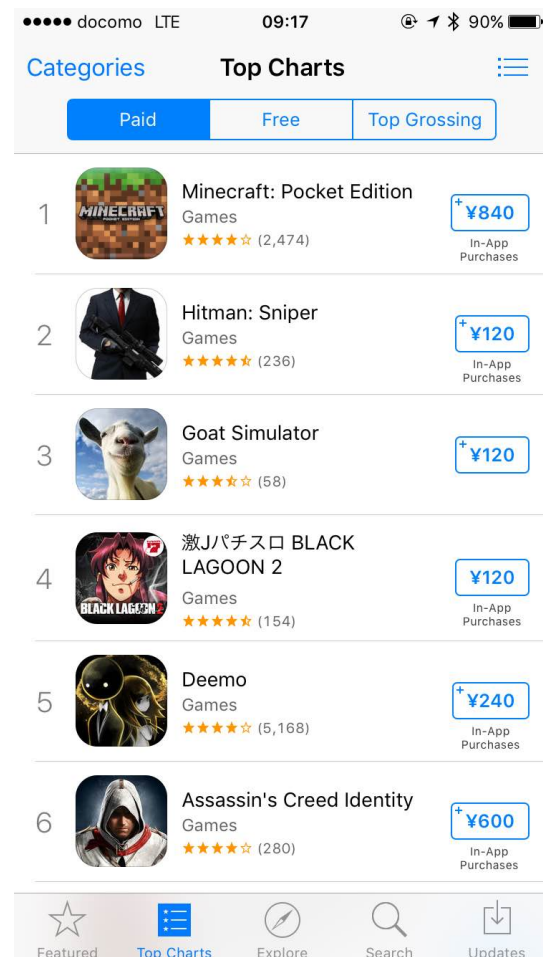 docomo LTE 09:17 90%
Categories Top Charts
Paid Free Top Grossing
1
MINECRAFT
POCKET EDITION
Minecraft: Pocket Edition
Games
(2,474)
+ ¥840
In-App
Purchases
2
Hitman: Sniper
Games
(236)
+ ¥120
In-App
Purchases
3
Goat Simulator
Games
(58)
+ ¥120
4
7
BLACK LAGOON 2
激Jパチスロ BLACK
LAGOON 2
Games
(154)
¥120
In-App
Purchases
5
Deemo
Games
(5,168)
+ ¥240
In-App
Purchases
6
Assassin's Creed Identity
Games
(280)
+ ¥600
In-App
Purchases
Featured Top Charts Explore Search Updates